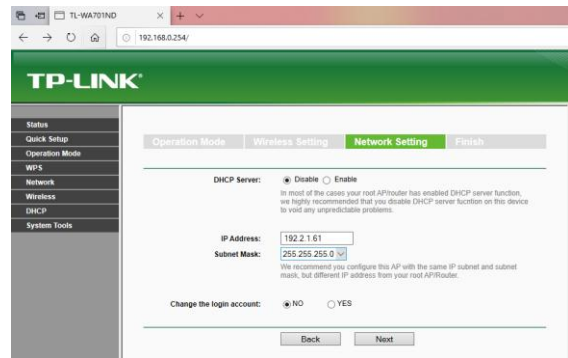 TL-WA701ND
192.168.0.254/
TP-LINK®
Status
Quick Setup
Operation Mode
WPS
Network
Wireless
DHCP
System Tools
Operation Mode Wireless Setting Network Setting Finish
DHCP Server: Disable Enable
In most of the cases your root AP/router has enabled DHCP server function,
we highly recommended that you disable DHCP server fucntion on this device
to void any unpredictable problems.
IP Address: 192.2.1.61
Subnet Mask: 255.255.255.0
We recommend you configure this AP with the same IP subnet and subnet
mask, but different IP address from your root AP/Router.
Change the login account: NO YES
Back Next